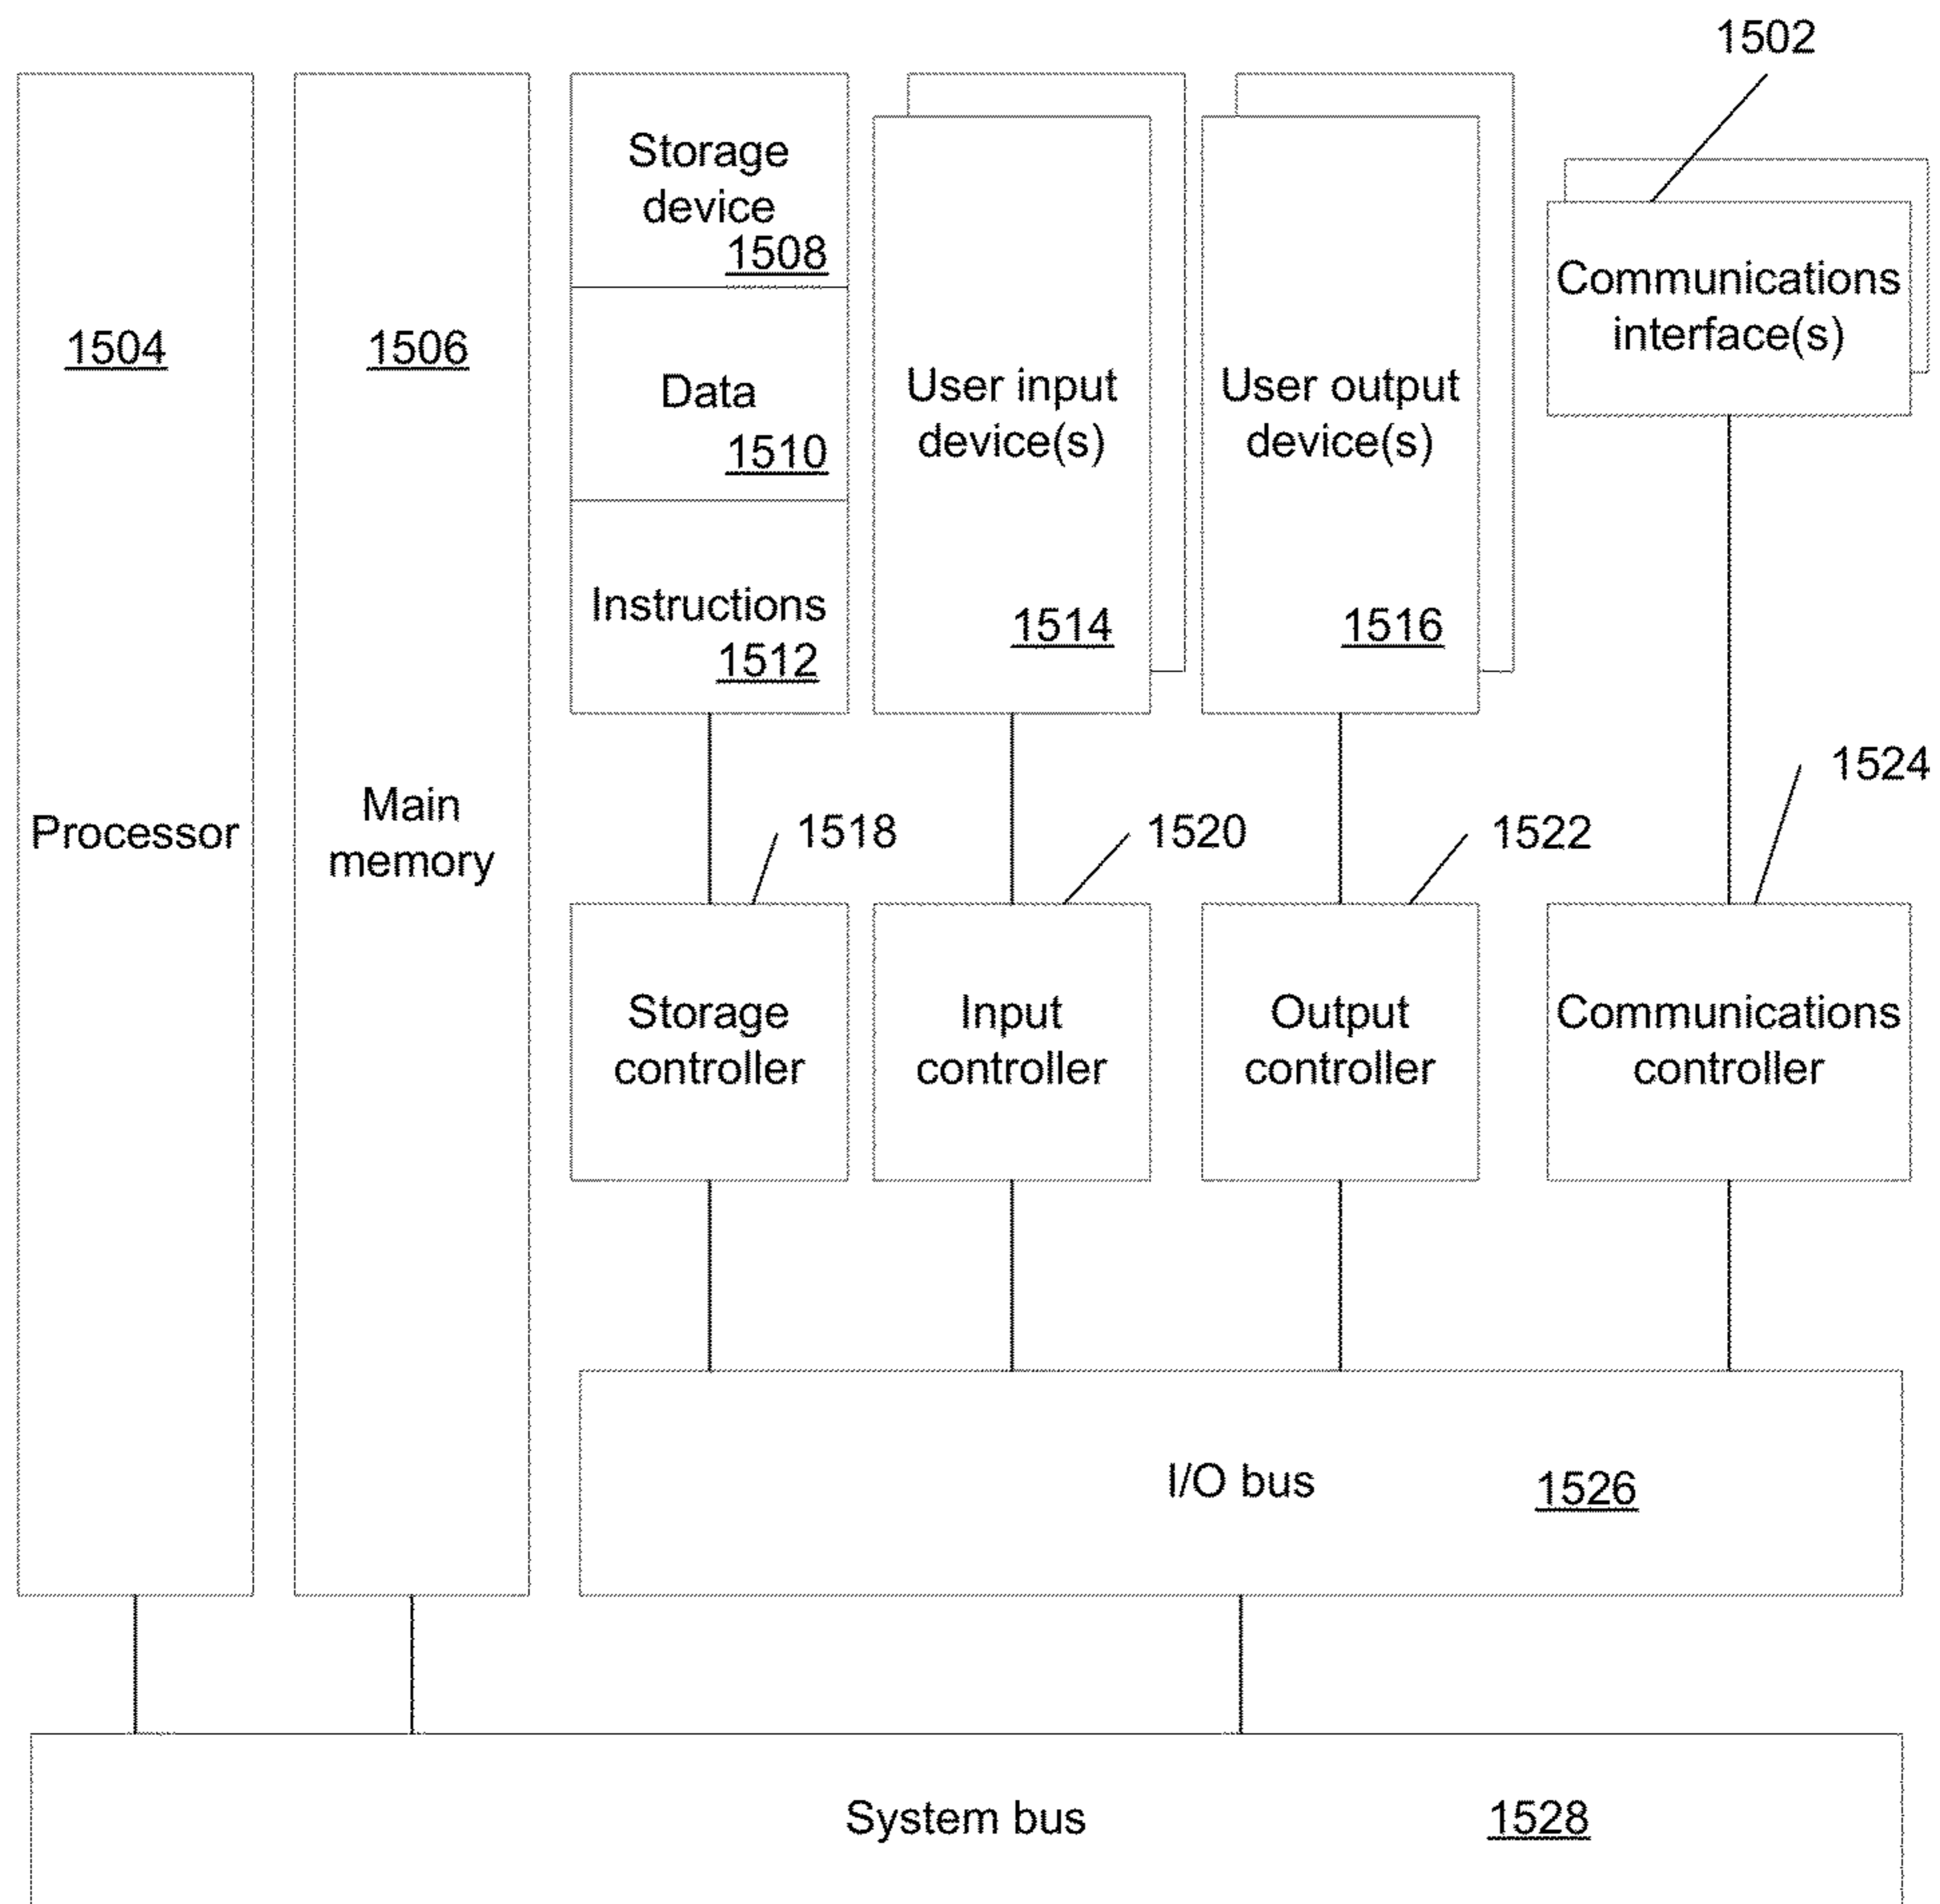 1502
Storage
device
1508
1504
1506
Data
1510
User input
device(s)
User output
device(s)
Communications
interface(s)
Instructions
1512
1514
1516
Processor
Main
memory
1518
1520
1522
1524
Storage
controller
Input
controller
Output
controller
Communications
controller
I/O bus
1526
System bus
1528